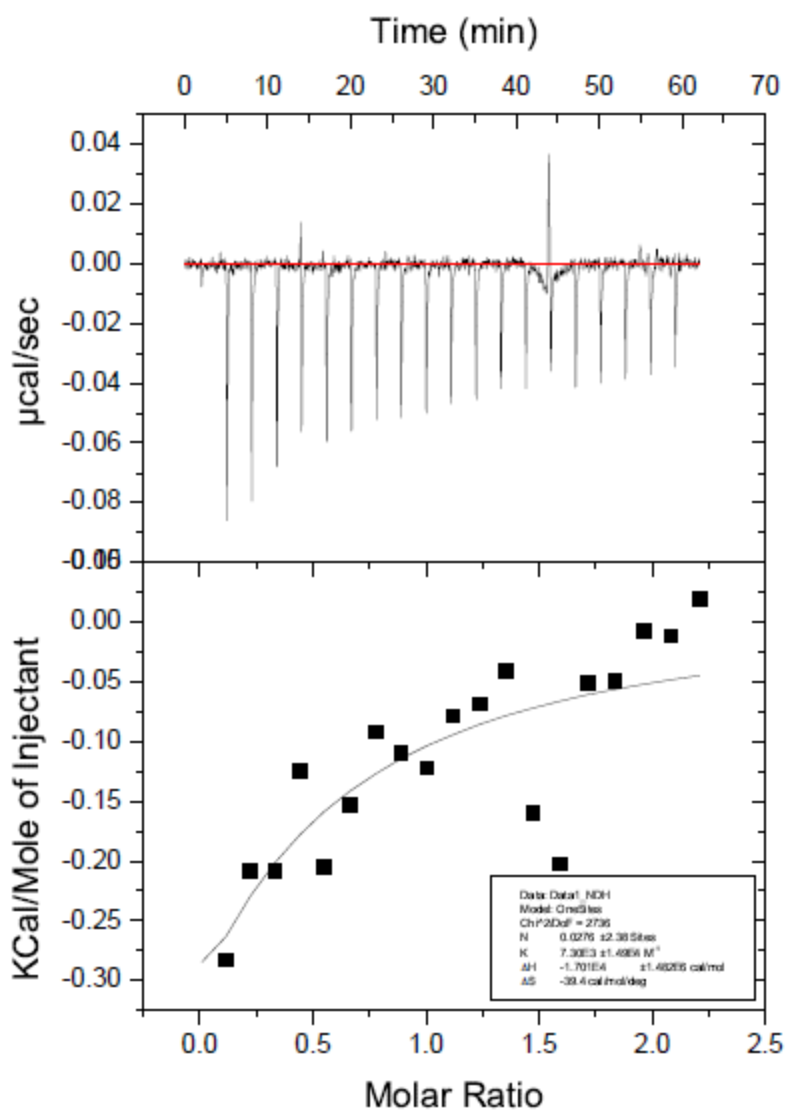 Time (min)
0 10 20 30 40 50 60 70
0.04
0.02
0.00
-0.02
-0.04
-0.06
-0.08
µcal/sec
0.00
-0.05
-0.10
-0.15
-0.20
-0.25
-0.30
KCal/Mole of Injectant
Data: Data1_NDH
Model: OneSites
Chi^2/DoF = 2736
N 0.0276 ±2.38 Sites
K 7.30E3 ±1.49E4 M⁻¹
ΔH -1.701E4 ±1.482E6 cal/mol
ΔS -39.4 cal/mol/deg
0.0 0.5 1.0 1.5 2.0 2.5
Molar Ratio